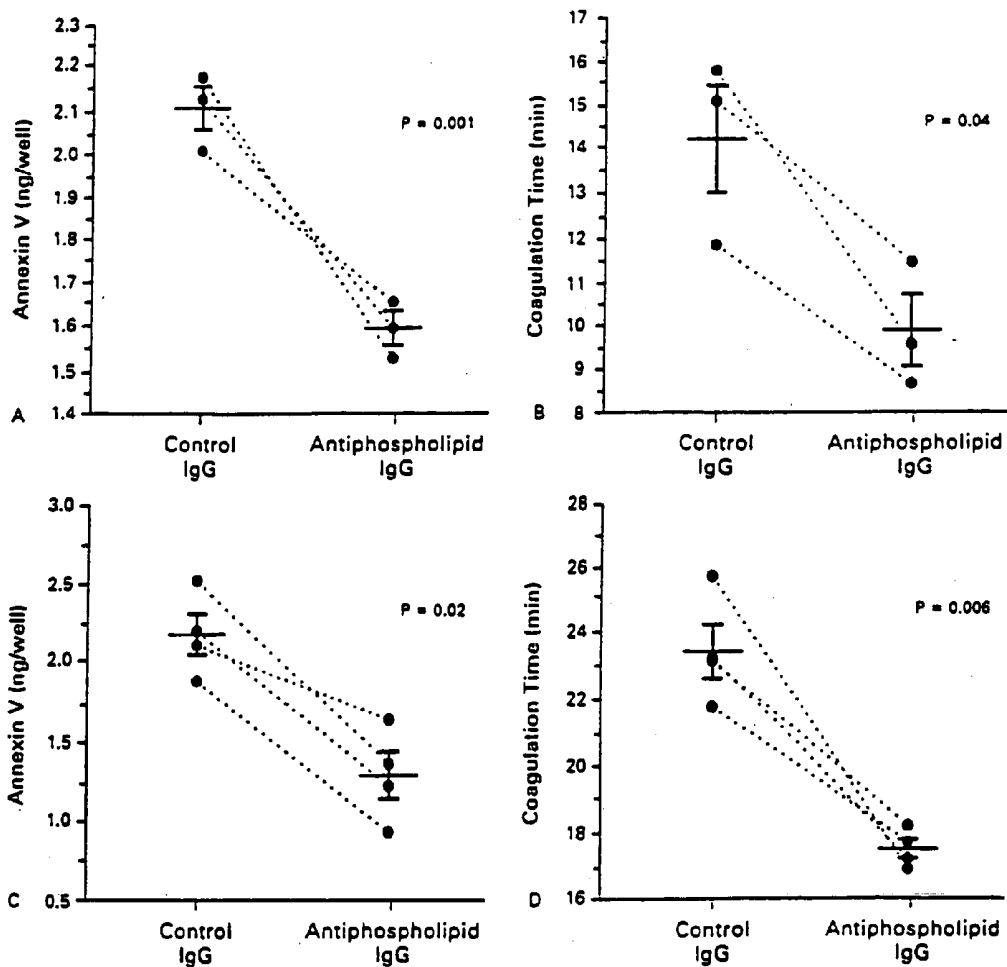 2.3
2.2
2.1
2.0
1.9
1.8
1.7
1.6
1.5
1.4
Annexin V (ng/well)
P = 0.001
A
Control
IgG
Antiphospholipid
IgG
17
16
15
14
13
12
11
10
9
8
Coagulation Time (min)
P = 0.04
B
Control
IgG
Antiphospholipid
IgG
3.0
2.5
2.0
1.5
1.0
0.5
Annexin V (ng/well)
P = 0.02
C
Control
IgG
Antiphospholipid
IgG
28
26
24
22
20
18
16
Coagulation Time (min)
P = 0.006
D
Control
IgG
Antiphospholipid
IgG